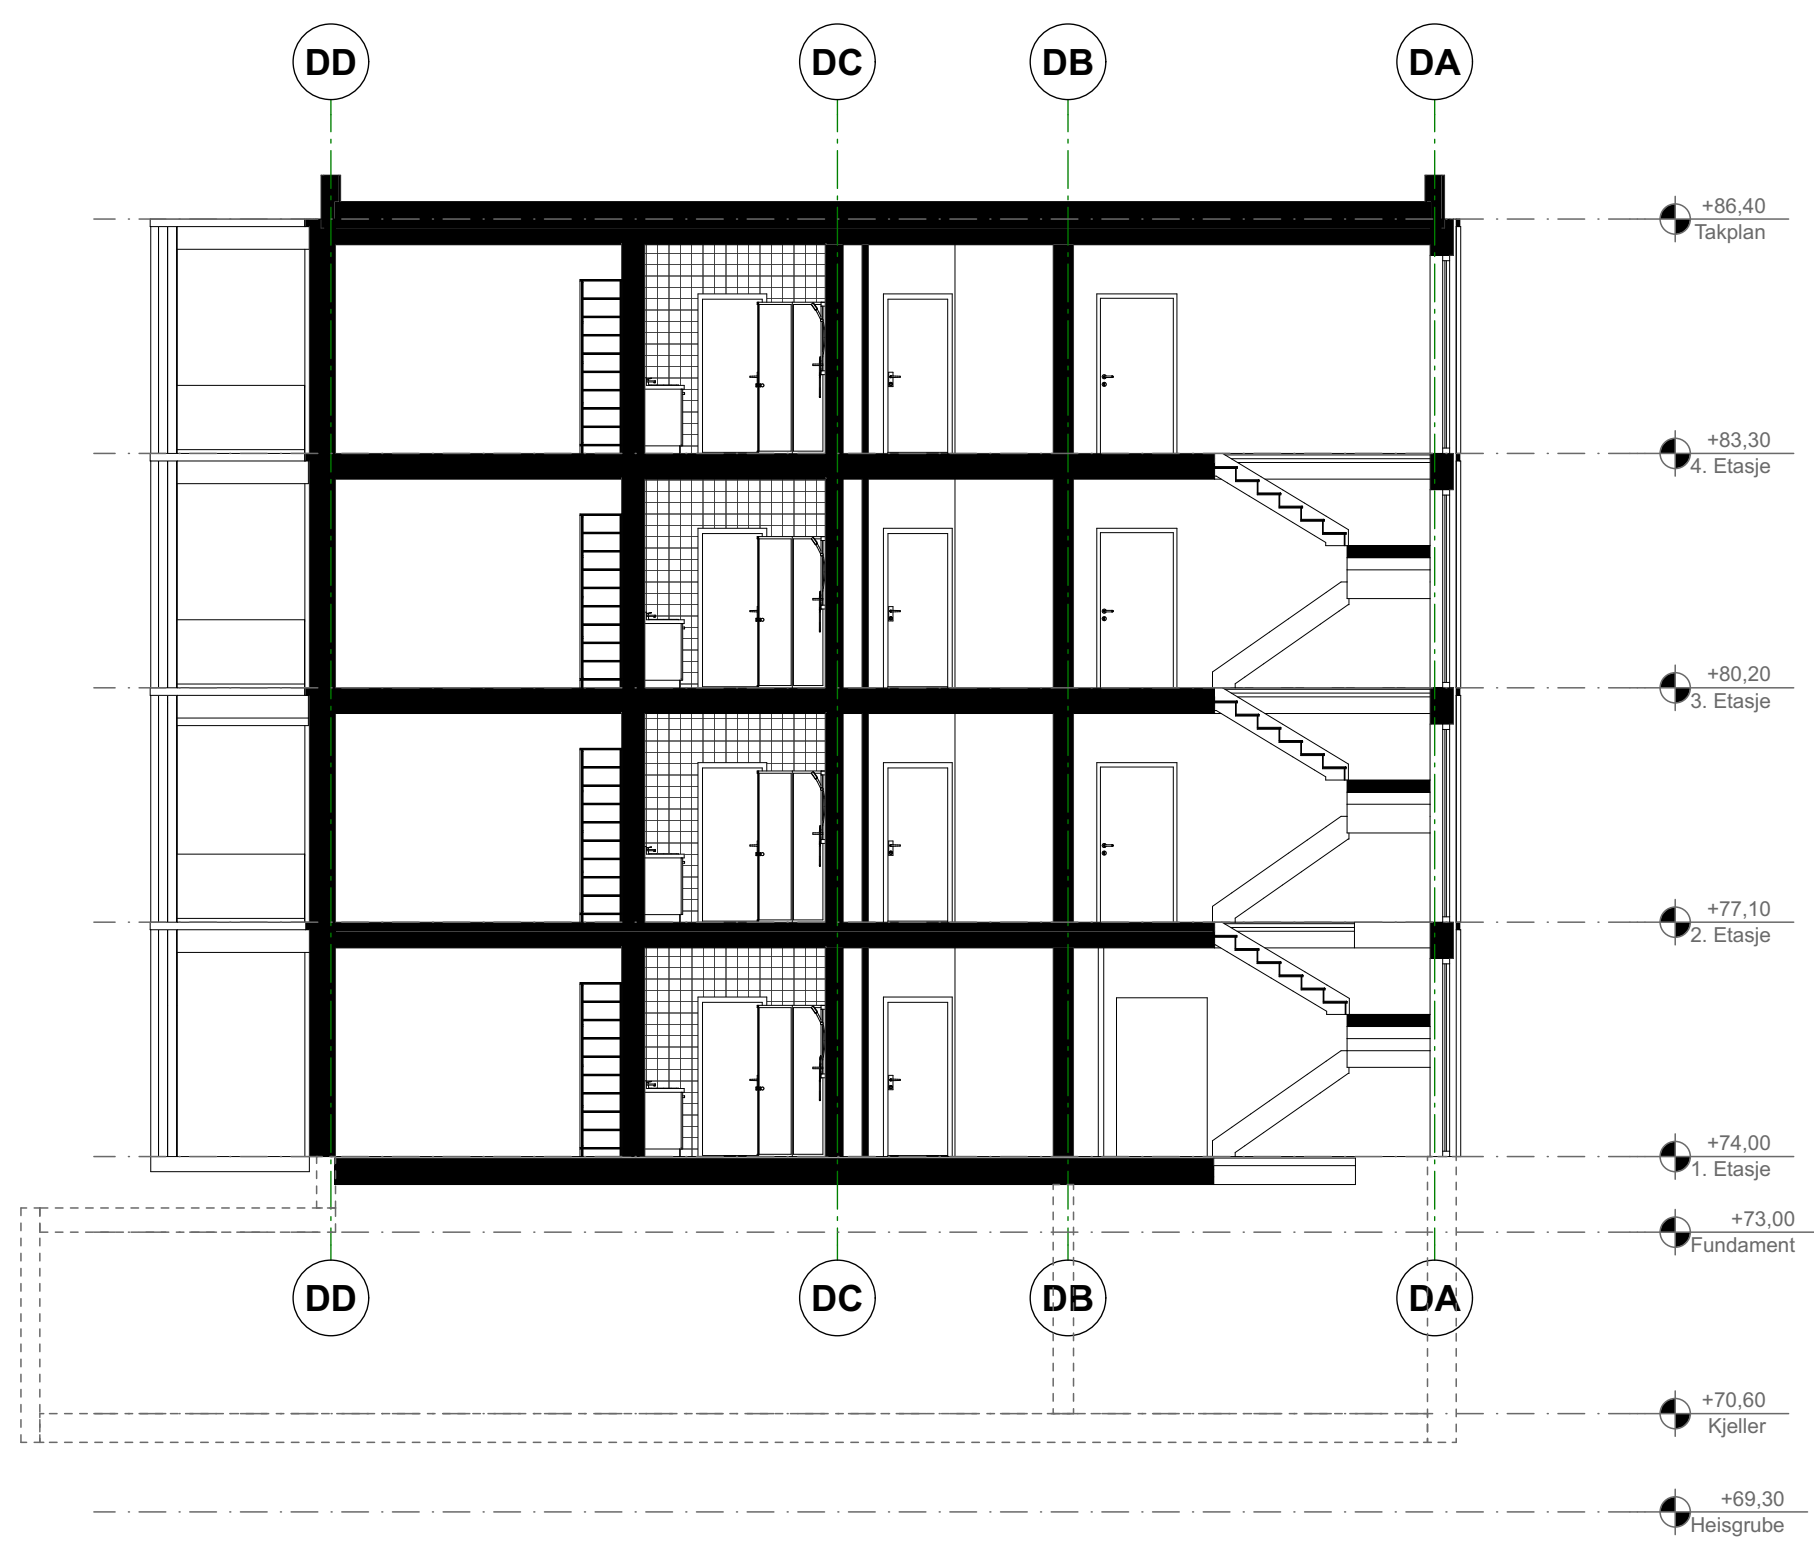 DD DC DB DA
+86,40
Takplan
+83,30
4. Etasje
+80,20
3. Etasje
+77,10
2. Etasje
+74,00
1. Etasje
+73,00
Fundament
DD DC DB DA
+70,60
Kjeller
+69,30
Heisgrube